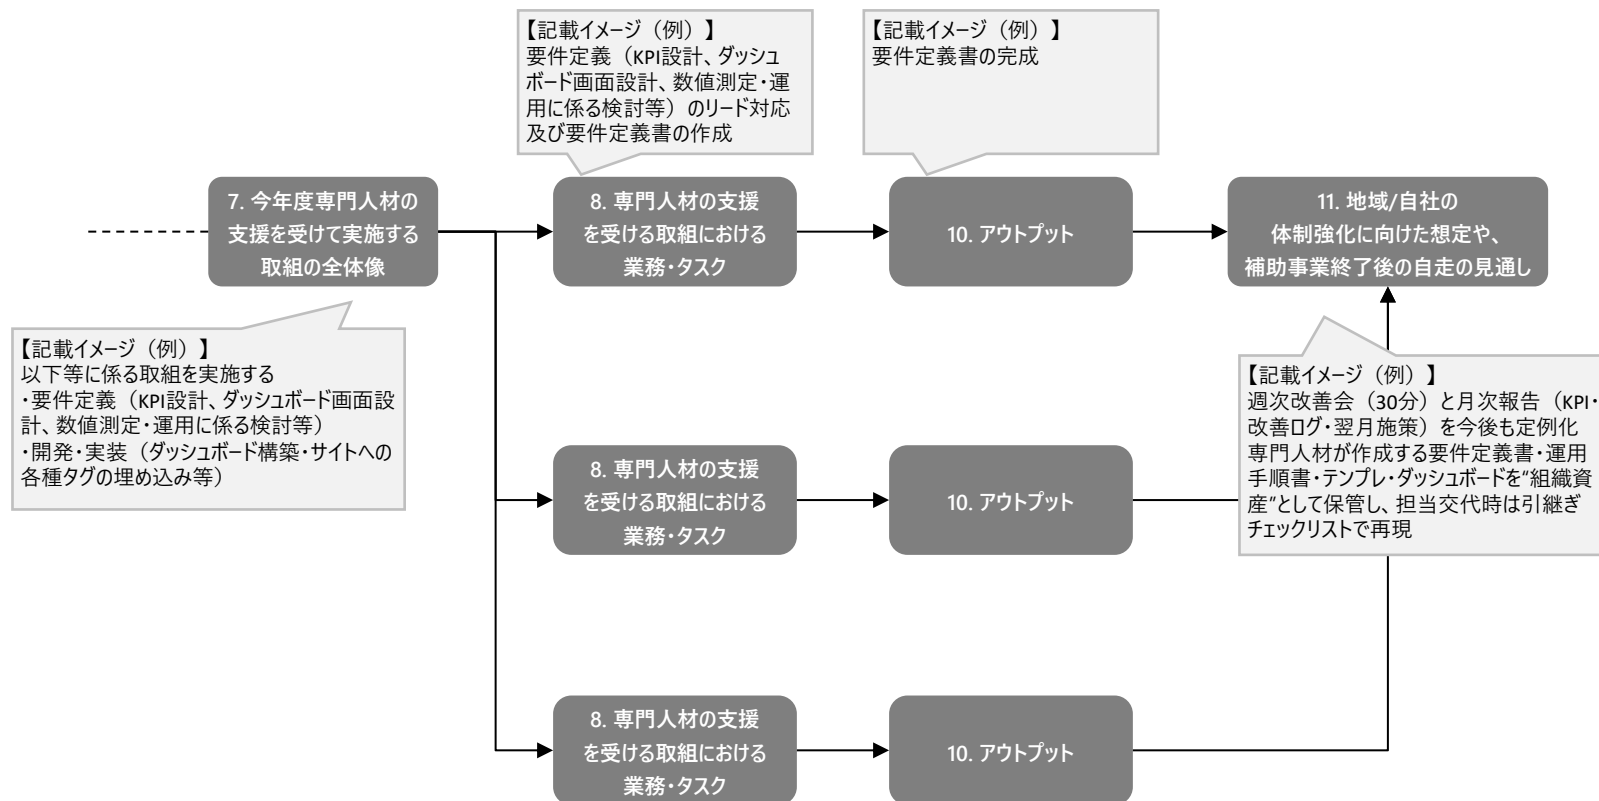 【記載イメージ（例）】
要件定義（KPI設計、ダッシュ
ボード画面設計、数値測定・運
用に係る検討等）のリード対応
及び要件定義書の作成
【記載イメージ（例）】
要件定義書の完成
7. 今年度専門人材の
支援を受けて実施する
取組の全体像
8. 専門人材の支援
を受ける取組における
業務・タスク
10. アウトプット
11. 地域/自社の
体制強化に向けた想定や、
補助事業終了後の自走の見通し
【記載イメージ（例）】
以下等に係る取組を実施する
・要件定義（KPI設計、ダッシュボード画面設
計、数値測定・運用に係る検討等）
・開発・実装（ダッシュボード構築・サイトへの
各種タグの埋め込み等）
【記載イメージ（例）】
週次改善会（30分）と月次報告（KPI・
改善ログ・翌月施策）を今後も定例化
専門人材が作成する要件定義書・運用
手順書・テンプレ・ダッシュボードを“組織資
産”として保管し、担当交代時は引継ぎ
チェックリストで再現
8. 専門人材の支援
を受ける取組における
業務・タスク
10. アウトプット
8. 専門人材の支援
を受ける取組における
業務・タスク
10. アウトプット